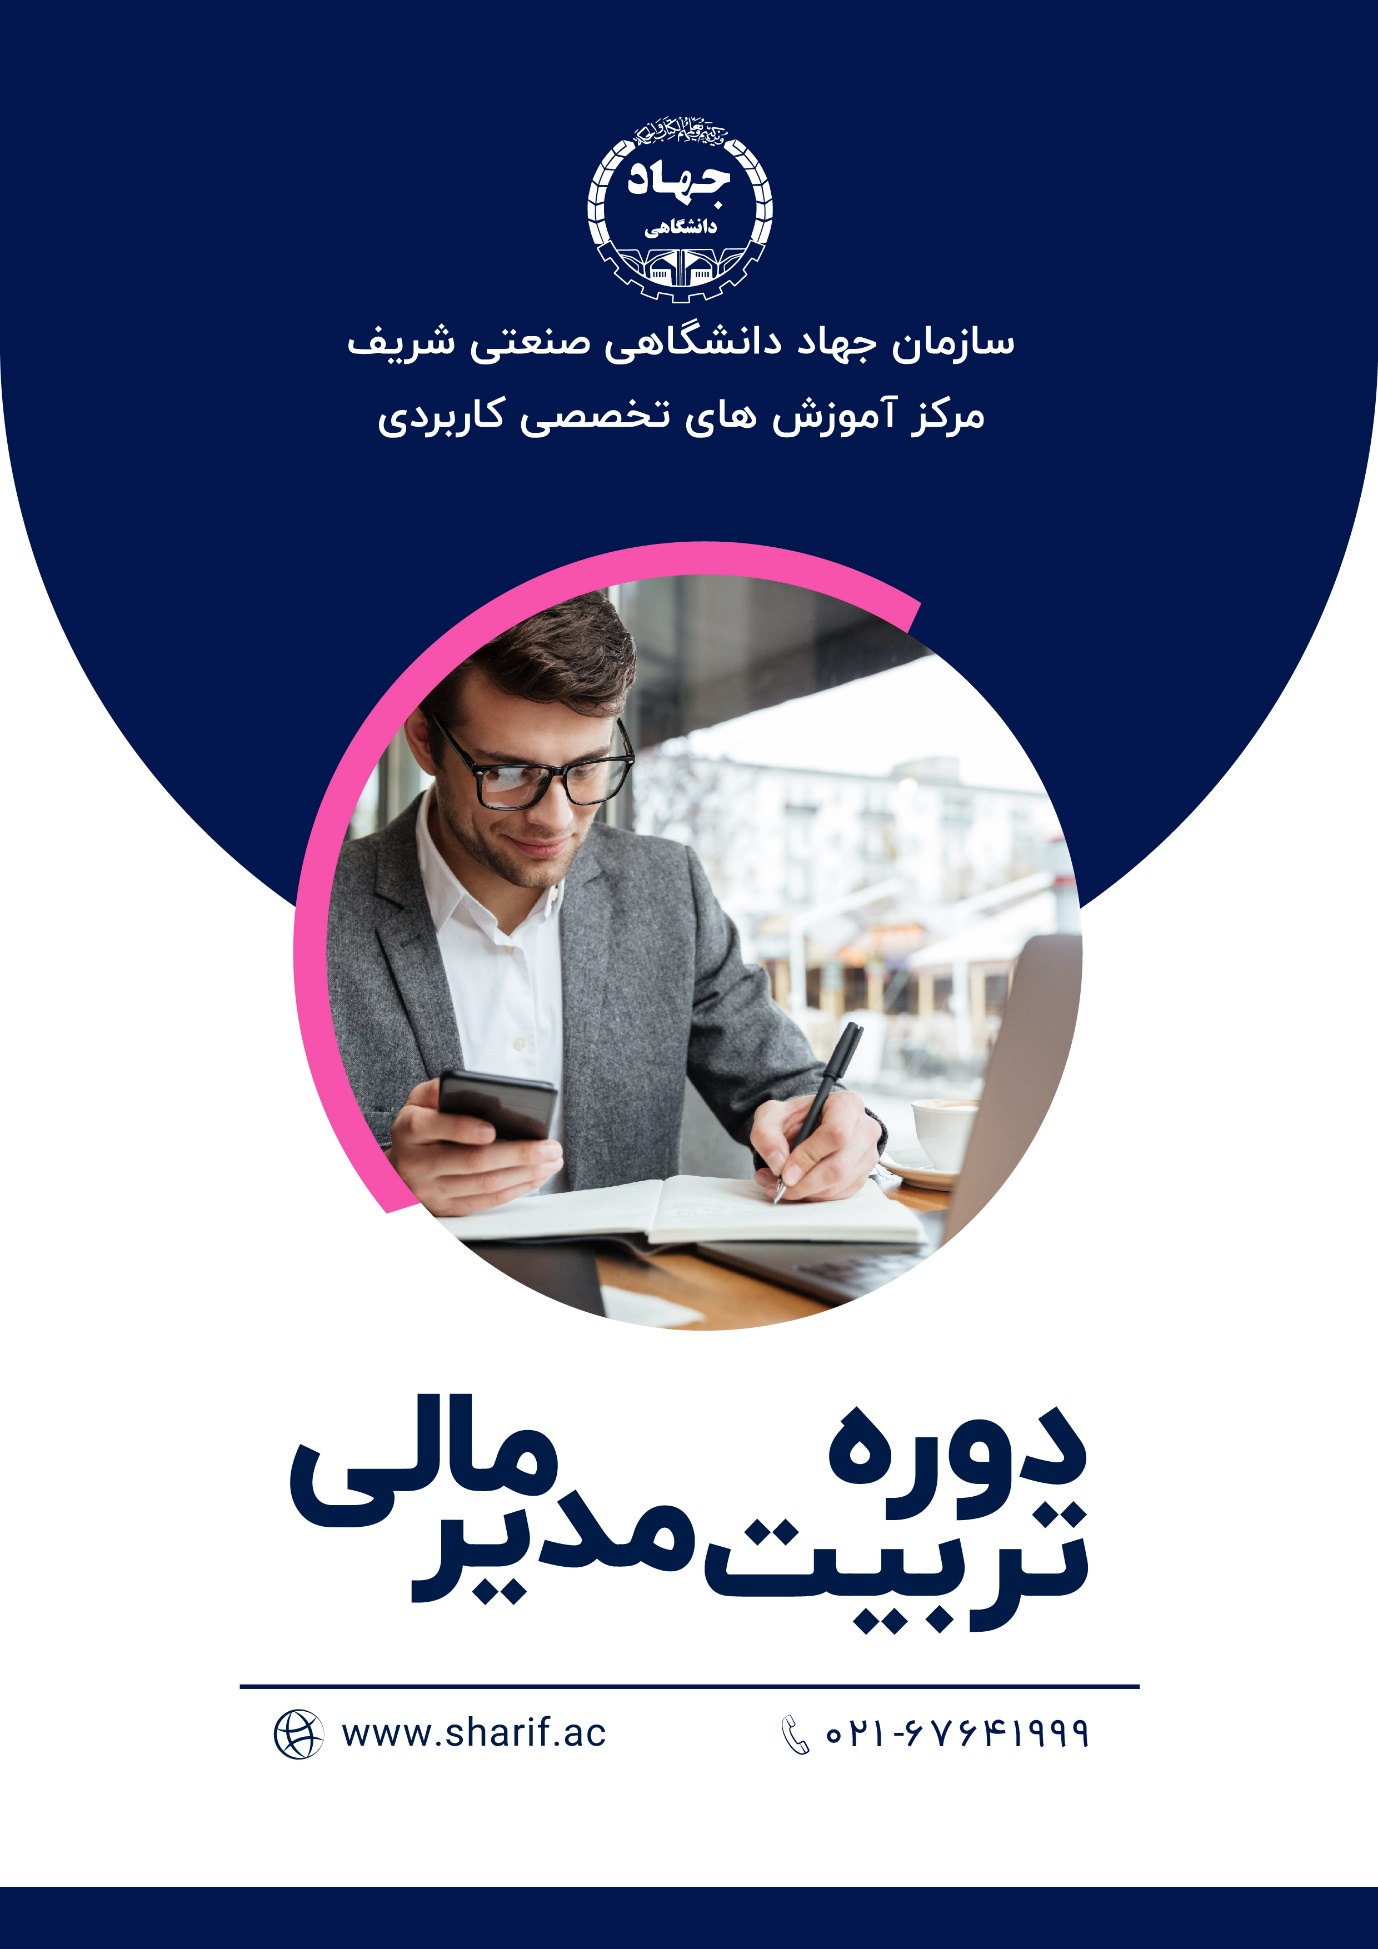 جهاد
دانشگاهی
سازمان جهاد دانشگاهی صنعتی شریف
مرکز آموزش های تخصصی کاربردی
دوره
تربیت مدیر
مالی
۰۲۱-۶۷۶۴۱۹۹۹
www.sharif.ac